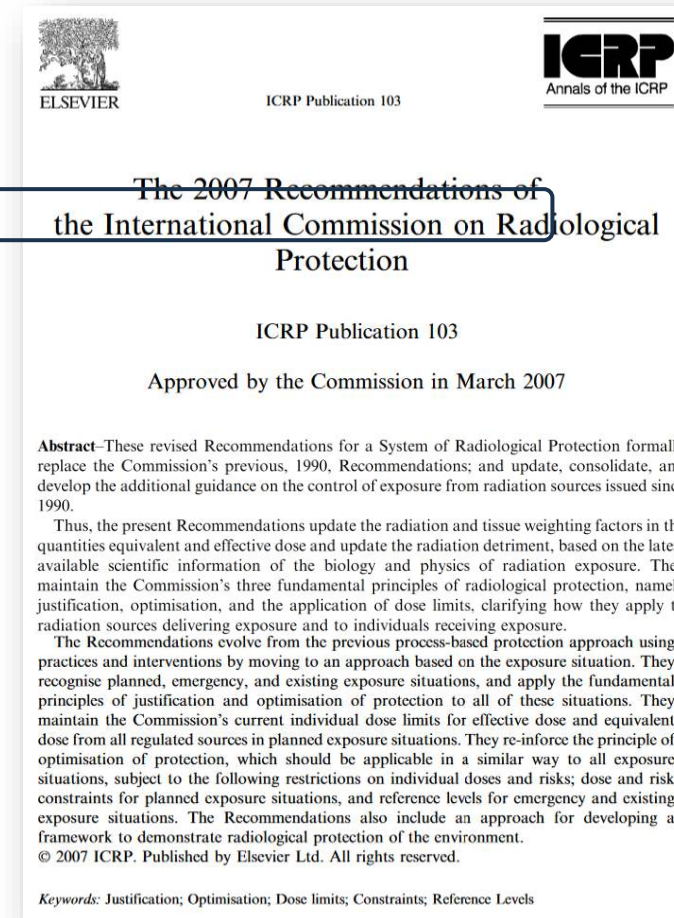 ELSEVIER
ICRP Publication 103
ICRP
Annals of the ICRP
The 2007 Recommendations of
the International Commission on Radiological
Protection
ICRP Publication 103
Approved by the Commission in March 2007
Abstract–These revised Recommendations for a System of Radiological Protection formall
replace the Commission's previous, 1990, Recommendations; and update, consolidate, an
develop the additional guidance on the control of exposure from radiation sources issued sinc
1990.
Thus, the present Recommendations update the radiation and tissue weighting factors in th
quantities equivalent and effective dose and update the radiation detriment, based on the late
available scientific information of the biology and physics of radiation exposure. The
maintain the Commission's three fundamental principles of radiological protection, namel
justification, optimisation, and the application of dose limits, clarifying how they apply t
radiation sources delivering exposure and to individuals receiving exposure.
The Recommendations evolve from the previous process-based protection approach using
practices and interventions by moving to an approach based on the exposure situation. They
recognise planned, emergency, and existing exposure situations, and apply the fundamental
principles of justification and optimisation of protection to all of these situations. They
maintain the Commission's current individual dose limits for effective dose and equivalent
dose from all regulated sources in planned exposure situations. They re-inforce the principle of
optimisation of protection, which should be applicable in a similar way to all exposure
situations, subject to the following restrictions on individual doses and risks; dose and risk
constraints for planned exposure situations, and reference levels for emergency and existing
exposure situations. The Recommendations also include an approach for developing a
framework to demonstrate radiological protection of the environment.
© 2007 ICRP. Published by Elsevier Ltd. All rights reserved.
Keywords: Justification; Optimisation; Dose limits; Constraints; Reference Levels